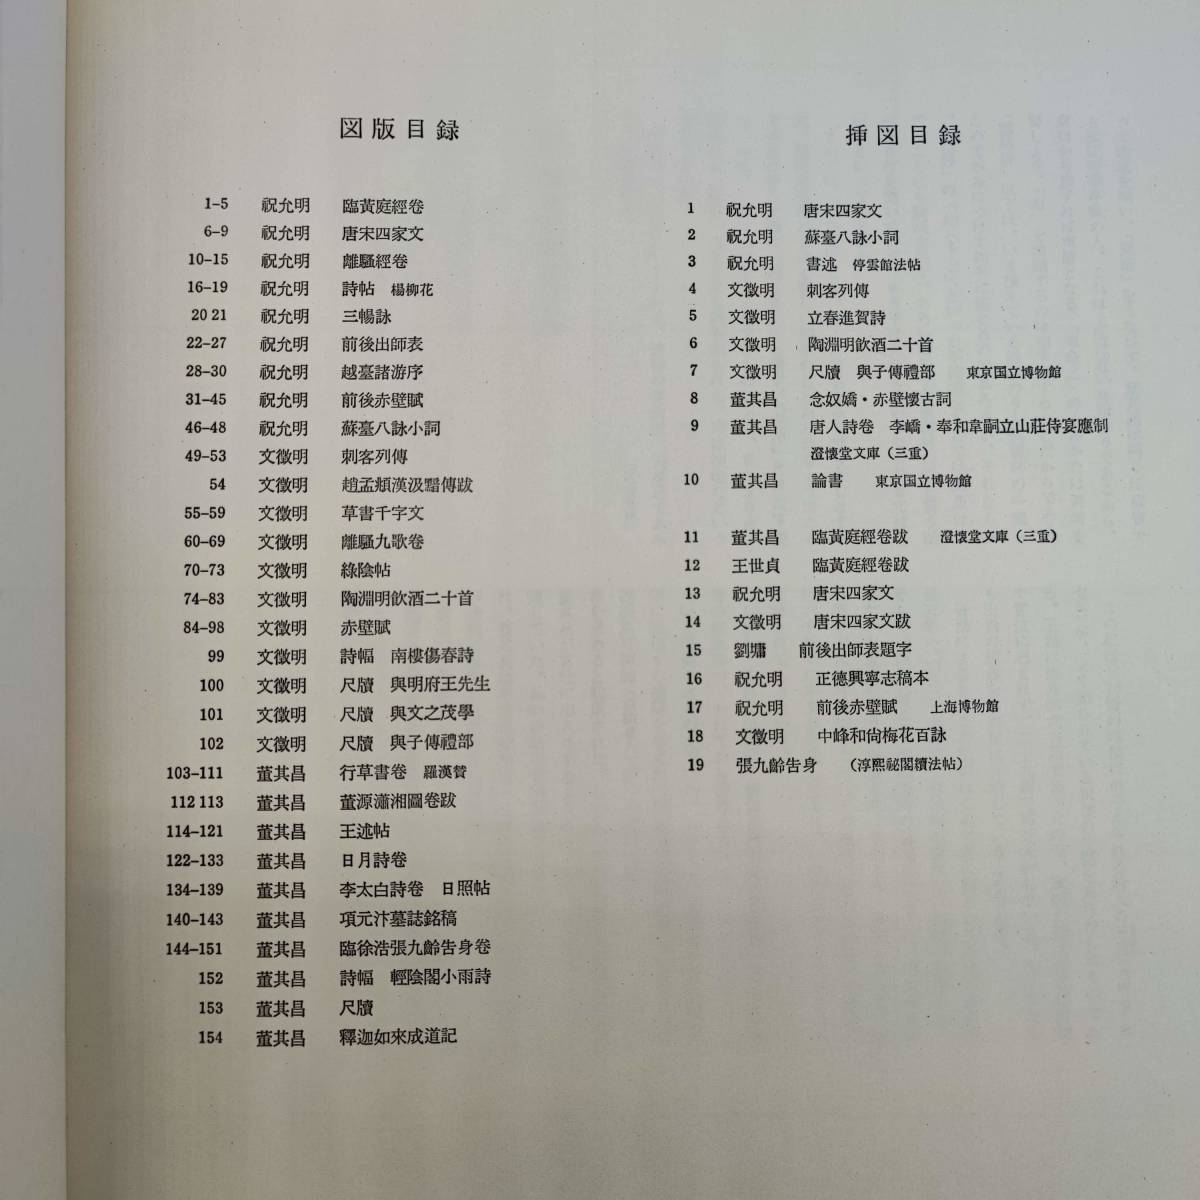 図版目録
1–5 祝允明 臨黃庭經卷
6–9 祝允明 唐宋四家文
10–15 祝允明 離騷經卷
16–19 祝允明 詩帖 楊柳花
20 21 祝允明 三暢詠
22–27 祝允明 前後出師表
28–30 祝允明 越臺諸游序
31–45 祝允明 前後赤壁賦
46–48 祝允明 蘇臺八詠小詞
49–53 文徵明 刺客列傳
54 文徵明 趙孟頫漢汲黯傳跋
55–59 文徵明 草書千字文
60–69 文徵明 離騷九歌卷
70–73 文徵明 綠陰帖
74–83 文徵明 陶淵明飲酒二十首
84–98 文徵明 赤壁賦
99 文徵明 詩幅 南樓傷春詩
100 文徵明 尺牘 與明府王先生
101 文徵明 尺牘 與文之茂學
102 文徵明 尺牘 與子傳禮部
103–111 董其昌 行草書卷 羅漢贊
112 113 董其昌 董源瀟湘圖卷跋
114–121 董其昌 王述帖
122–133 董其昌 日月詩卷
134–139 董其昌 李太白詩卷 日照帖
140–143 董其昌 項元汴墓誌銘稿
144–151 董其昌 臨徐浩張九齡告身卷
152 董其昌 詩幅 輕陰閣小雨詩
153 董其昌 尺牘
154 董其昌 釋迦如來成道記
挿図目録
1 祝允明 唐宋四家文
2 祝允明 蘇臺八詠小詞
3 祝允明 書述 停雲館法帖
4 文徵明 刺客列傳
5 文徵明 立春進賀詩
6 文徵明 陶淵明飲酒二十首
7 文徵明 尺牘 與子傳禮部 東京国立博物館
8 董其昌 念奴嬌・赤壁懷古詞
9 董其昌 唐人詩卷 李嶠・奉和韋嗣立山莊侍宴應制
澄懷堂文庫（三重）
10 董其昌 論書 東京国立博物館
11 董其昌 臨黃庭經卷跋 澄懷堂文庫（三重）
12 王世貞 臨黃庭經卷跋
13 祝允明 唐宋四家文
14 文徵明 唐宋四家文跋
15 劉墉 前後出師表題字
16 祝允明 正德興寧志稿本
17 祝允明 前後赤壁賦 上海博物館
18 文徵明 中峰和尙梅花百詠
19 張九齡告身 （淳熙祕閣續法帖）